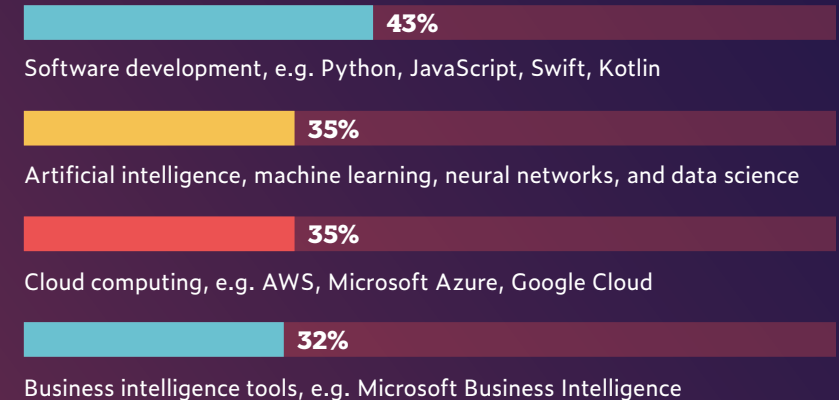 43%
Software development, e.g. Python, JavaScript, Swift, Kotlin
35%
Artificial intelligence, machine learning, neural networks, and data science
35%
Cloud computing, e.g. AWS, Microsoft Azure, Google Cloud
32%
Business intelligence tools, e.g. Microsoft Business Intelligence